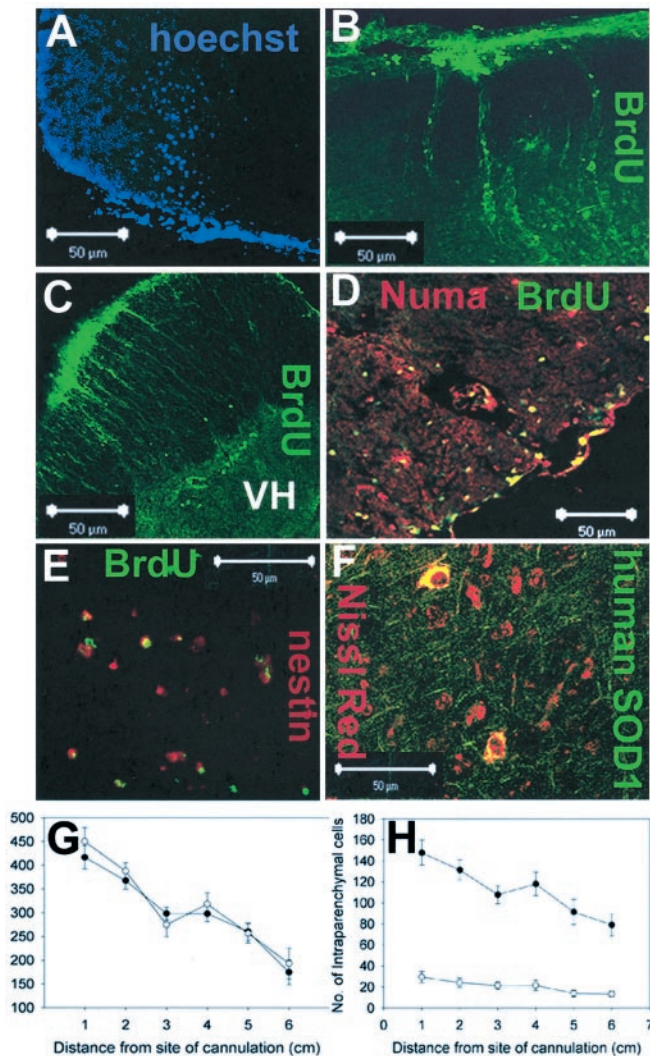 A
hoechst
50 µm
B
BrdU
50 µm
C
BrdU
VH
50 µm
D
Numa BrdU
50 µm
E
BrdU
50 µm
nestin
F
Nissl Red
human SOD1
50 µm
G
500
450
400
350
300
250
200
150
100
1 2 3 4 5 6
Distance from site of cannulation (cm)
H
No. of Intraparenchymal cells
180
160
140
120
100
80
60
40
20
0
1 2 3 4 5 6 7
Distance from site of cannulation (cm)